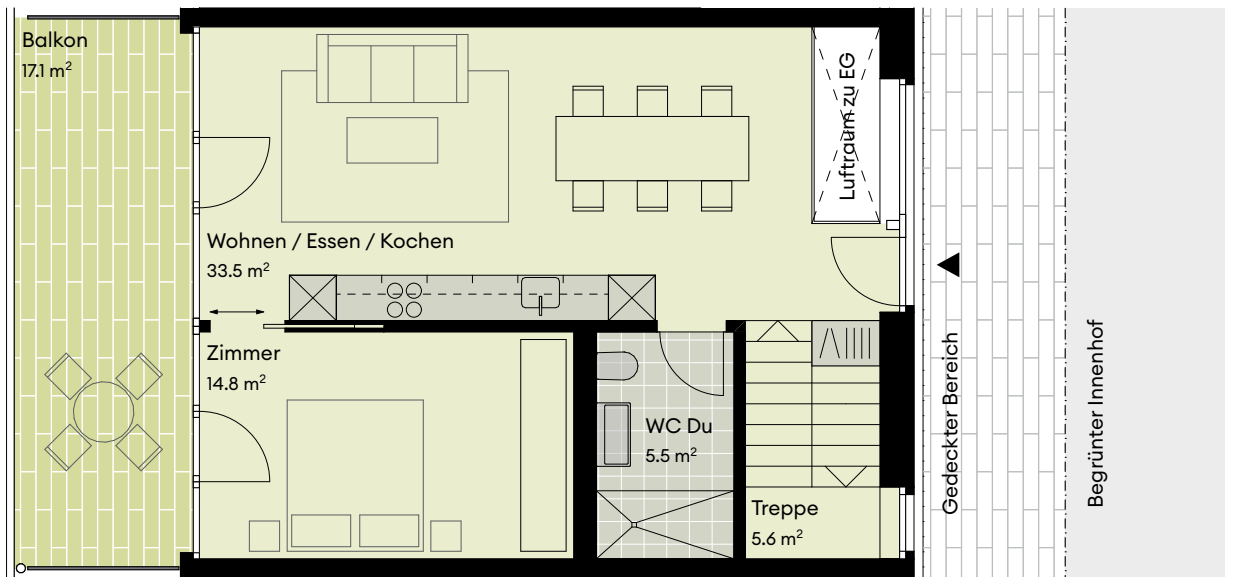 Balkon
17.1 m²
Luftraum zu EG
Wohnen / Essen / Kochen
33.5 m²
Zimmer
14.8 m²
WC Du
5.5 m²
Treppe
5.6 m²
Gedeckter Bereich
Begrünter Innenhof